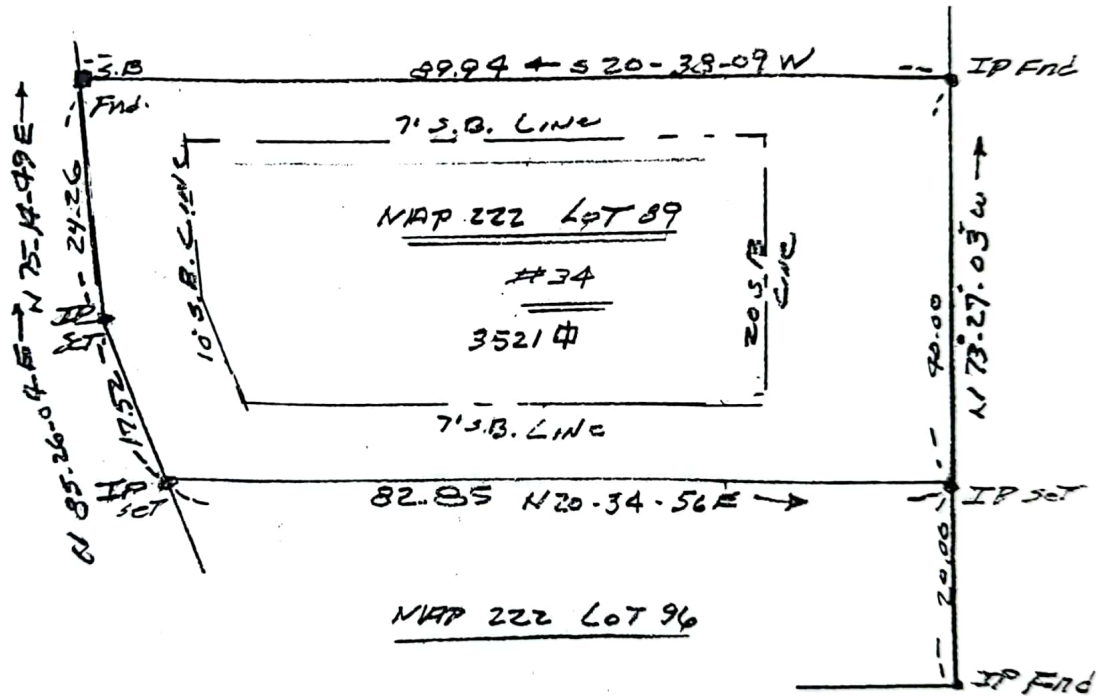 S.B
Fnd.
89.94 ← S 20-38-09 W
IP Fnd
7' S.B. LINE
N 75-14-49 E →
24.26
10' S.B. LINE
MAP 222 LOT 89
#34
3521
20 S.B
LINE
40.00
N 73-27-03 W →
IP
SET
N 85-26-04 E →
17.52
7' S.B. LINE
IP
SET
82.85 N 20-34-56 E →
IP SET
20.00
MAP 222 LOT 96
IP Fnd